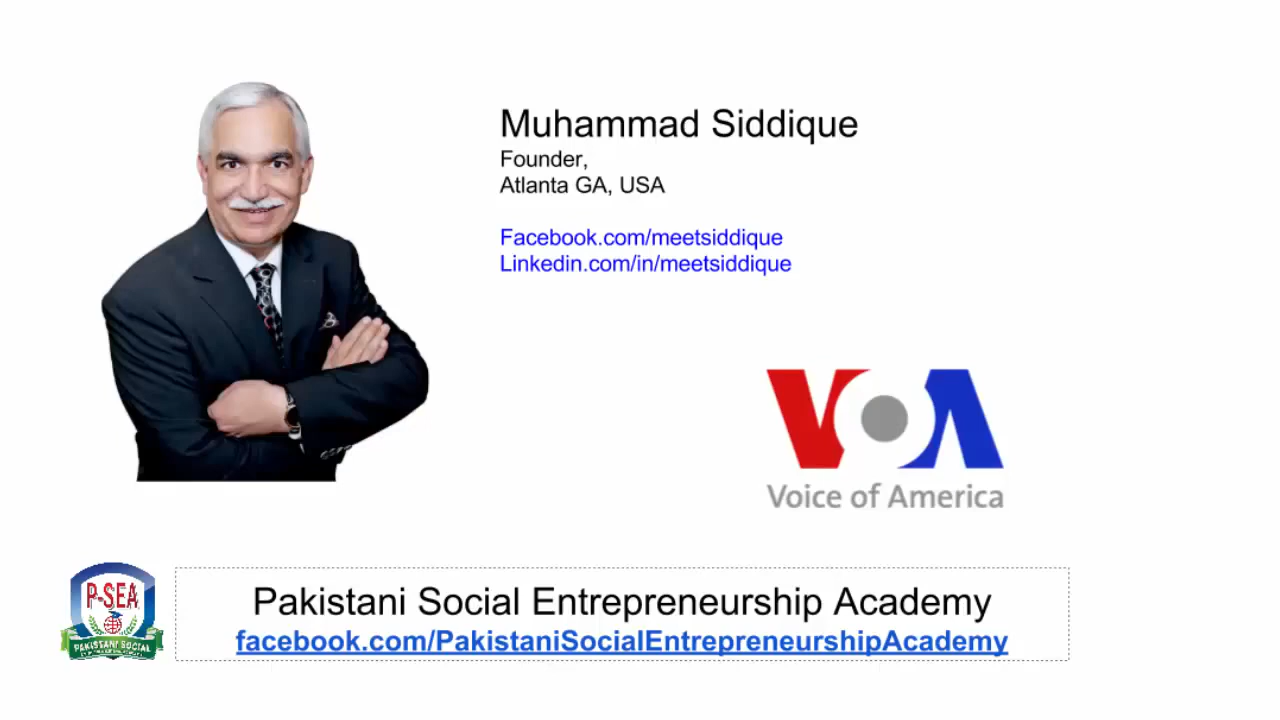 Muhammad Siddique
Founder,
Atlanta GA, USA
Facebook.com/meetsiddique
Linkedin.com/in/meetsiddique
VOA
Voice of America
P-SEA
PAKISTANI SOCIAL
Pakistani Social Entrepreneurship Academy
facebook.com/PakistaniSocialEntrepreneurshipAcademy